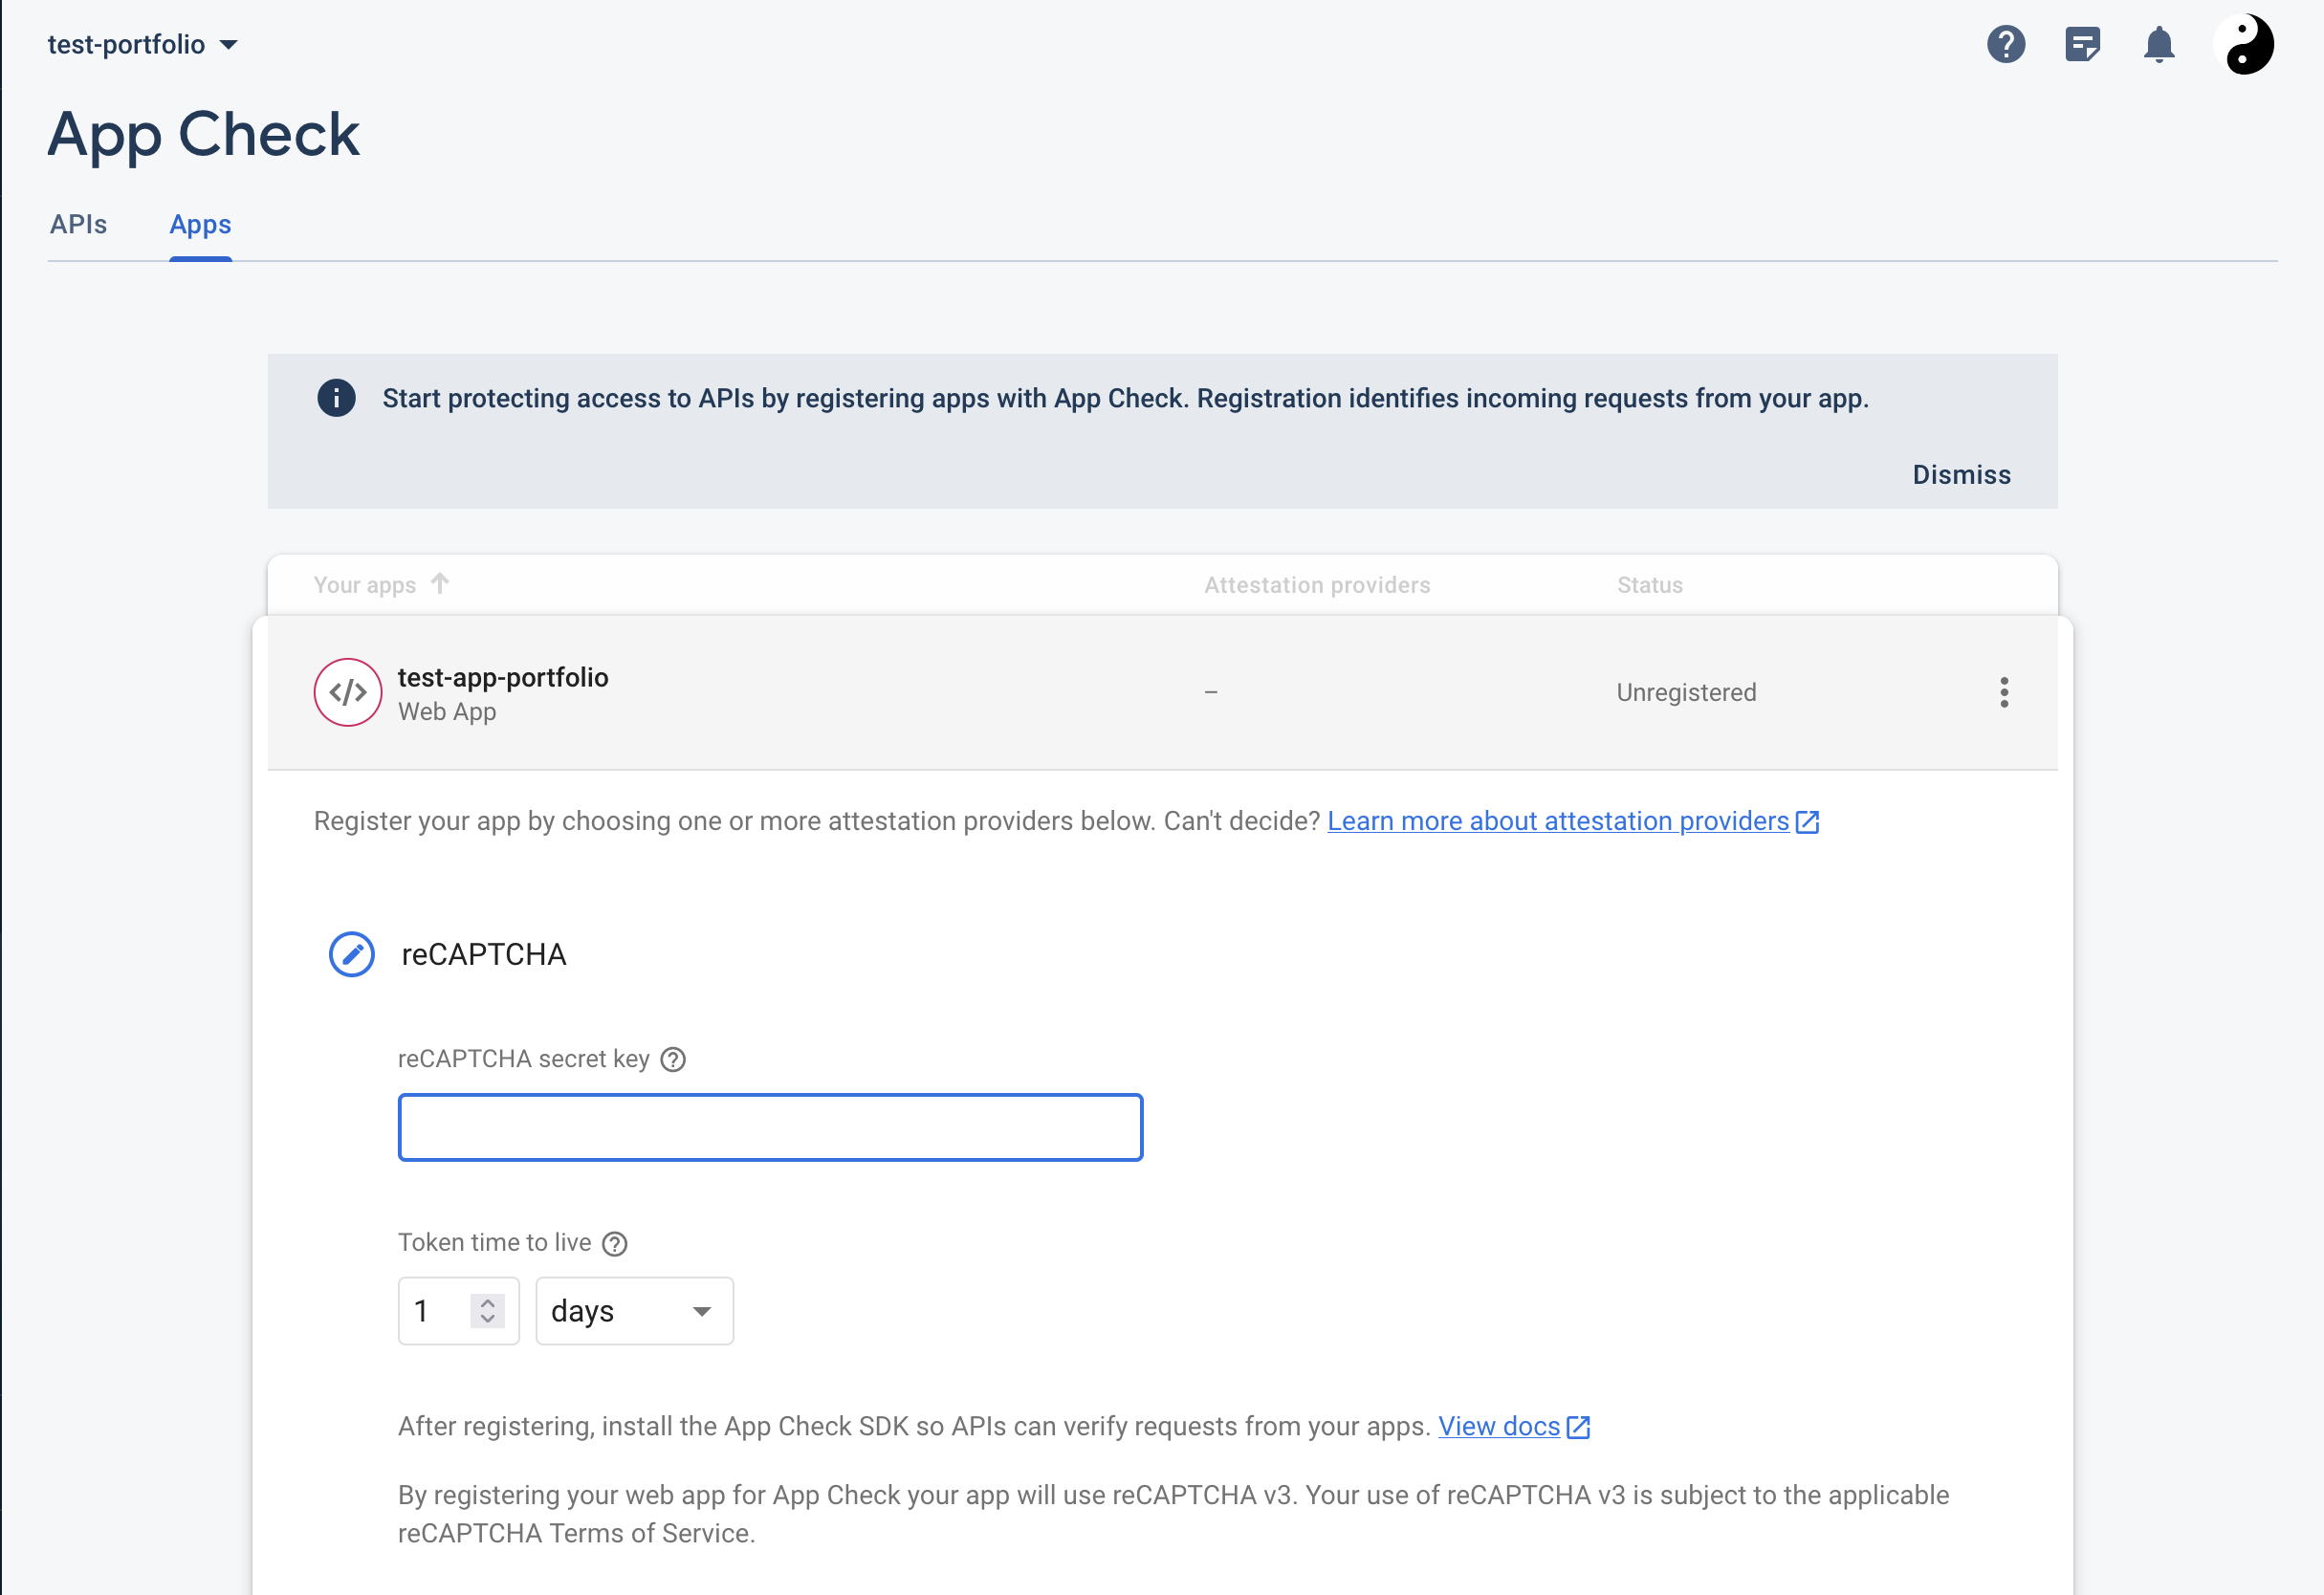 test-portfolio
App Check
APIs
Apps
Start protecting access to APIs by registering apps with App Check. Registration identifies incoming requests from your app.
Dismiss
Your apps
Attestation providers
Status
test-app-portfolio
Web App
–
Unregistered
Register your app by choosing one or more attestation providers below. Can't decide? Learn more about attestation providers
reCAPTCHA
reCAPTCHA secret key
Token time to live
1
days
After registering, install the App Check SDK so APIs can verify requests from your apps. View docs
By registering your web app for App Check your app will use reCAPTCHA v3. Your use of reCAPTCHA v3 is subject to the applicable
reCAPTCHA Terms of Service.